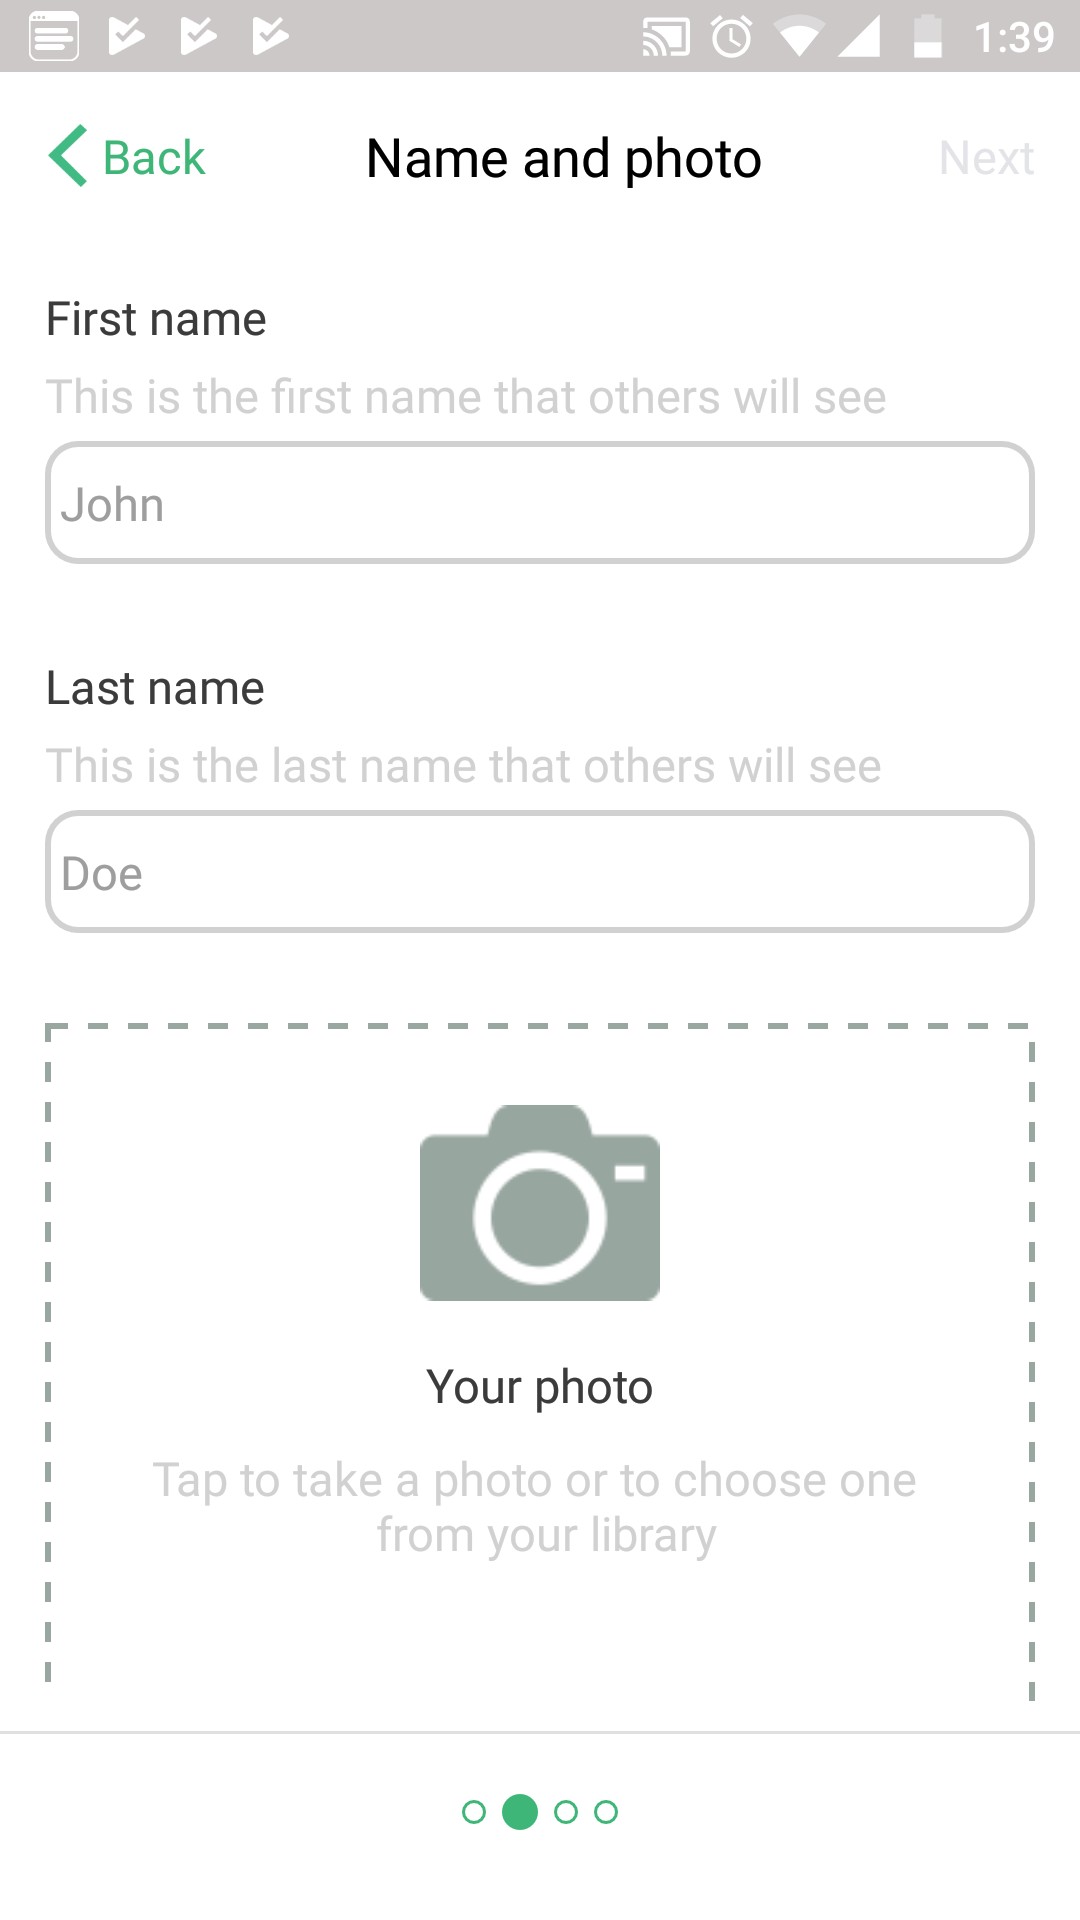 1:39
Back
Name and photo
Next
First name
This is the first name that others will see
John
Last name
This is the last name that others will see
Doe
Your photo
Tap to take a photo or to choose one
from your library